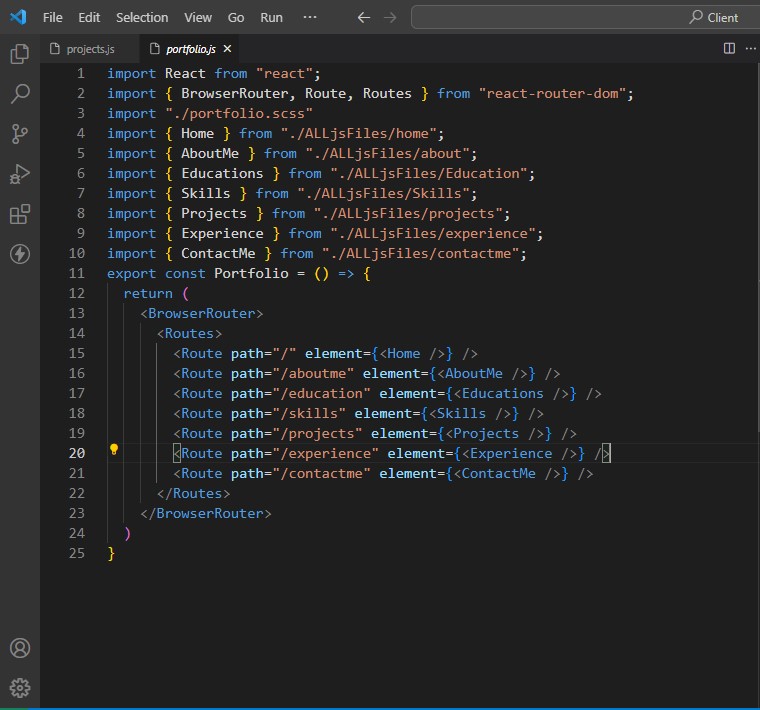 File Edit Selection View Go Run ··· ← → Client
projects.js portfolio.js × ···
1 import React from "react";
2 import { BrowserRouter, Route, Routes } from "react-router-dom";
3 import "./portfolio.scss"
4 import { Home } from "./ALLjsFiles/home";
5 import { AboutMe } from "./ALLjsFiles/about";
6 import { Educations } from "./ALLjsFiles/Education";
7 import { Skills } from "./ALLjsFiles/Skills";
8 import { Projects } from "./ALLjsFiles/projects";
9 import { Experience } from "./ALLjsFiles/experience";
10 import { ContactMe } from "./ALLjsFiles/contactme";
11 export const Portfolio = () => {
12   return (
13     <BrowserRouter>
14       <Routes>
15         <Route path="/" element={<Home />} />
16         <Route path="/aboutme" element={<AboutMe />} />
17         <Route path="/education" element={<Educations />} />
18         <Route path="/skills" element={<Skills />} />
19         <Route path="/projects" element={<Projects />} />
20         <Route path="/experience" element={<Experience />} />
21         <Route path="/contactme" element={<ContactMe />} />
22       </Routes>
23     </BrowserRouter>
24   )
25 }